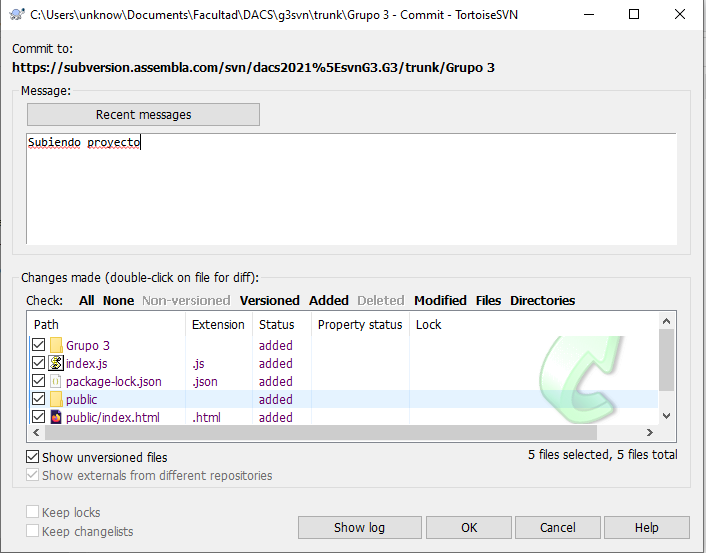 C:\Users\unknow\Documents\Facultad\DACS\g3svn\trunk\Grupo 3 - Commit - TortoiseSVN
Commit to:
https://subversion.assembla.com/svn/dacs2021%5EsvnG3.G3/trunk/Grupo 3
Message:
Recent messages
Subiendo proyecto
Changes made (double-click on file for diff):
Check: All None Non-versioned Versioned Added Deleted Modified Files Directories
Path Extension Status Property status Lock
Grupo 3 added
index.js .js added
package-lock.json .json added
public added
public/index.html .html added
Show unversioned files 5 files selected, 5 files total
Show externals from different repositories
Keep locks
Keep changelists
Show log OK Cancel Help